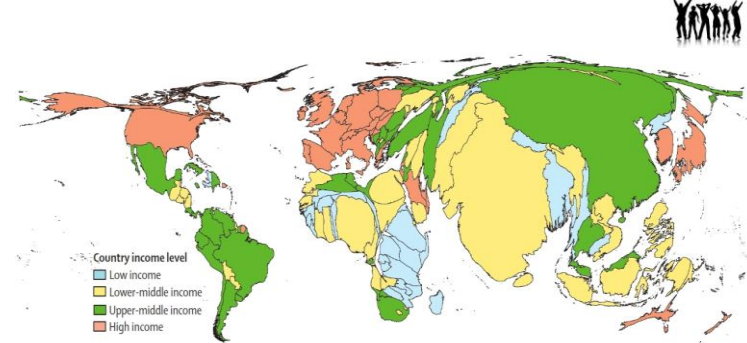 Country income level
Low income
Lower-middle income
Upper-middle income
High income